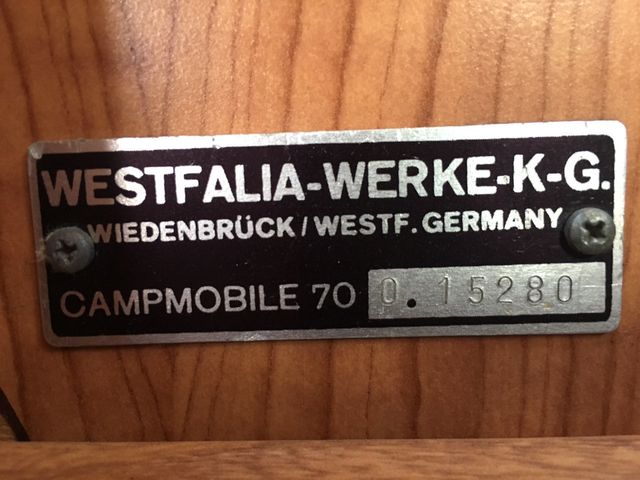 WESTFALIA-WERKE-K-G.
WIEDENBRÜCK/WESTF. GERMANY
CAMPMOBILE 70 0.15280